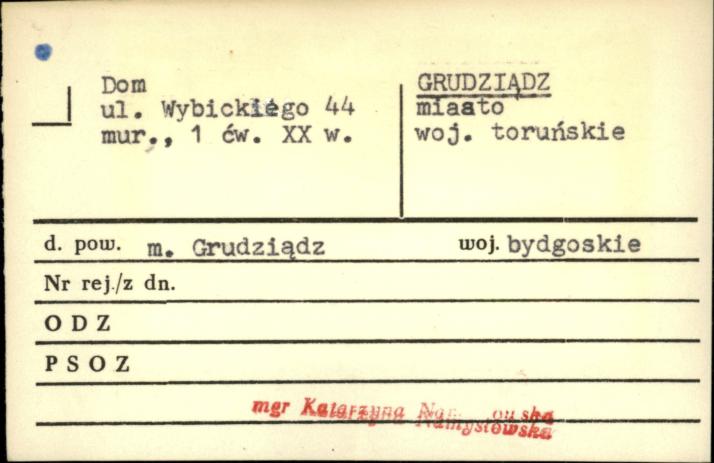 Dom
ul. Wybickiego 44
mur., 1 ćw. XX w.
GRUDZIĄDZ
miasto
woj. toruńskie
d. pow. m. Grudziądz woj. bydgoskie
Nr rej./z dn.
ODZ
PSOZ
mgr Katarzyna Namysłowska